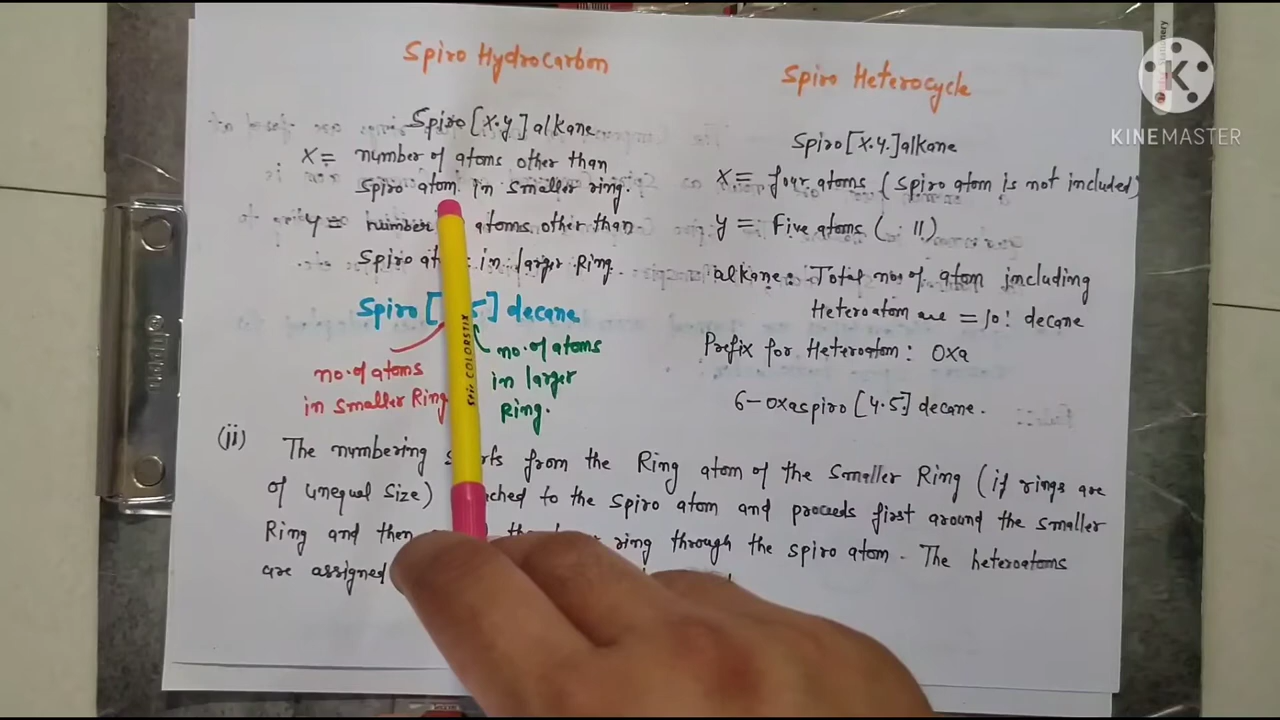 Spiro Hydrocarbon
Spiro [x.y] alkane
x = number of atoms other than
spiro atom in smaller ring.
y = number atoms other than
Spiro in larger Ring.
Spiro [ 5] decane
no. of atoms
in smaller Ring
no. of atoms
in larger
Ring.
Spiro Heterocycle
Spiro [x.y.] alkane
x = four atoms (spiro atom is not included)
y = Five atoms ( 11 )
alkane: Total no. of atom including
Heteroatom are = 10! decane
Prefix for Heteroatom: Oxa
6-Oxaspiro [4.5] decane.
(ii) The numbering from the Ring atom of the smaller Ring (if rings are
of unequal size) to the spiro atom and proceeds first around the smaller
Ring and then ring through the spiro atom. The heteroatoms
are assigned
KINEMASTER